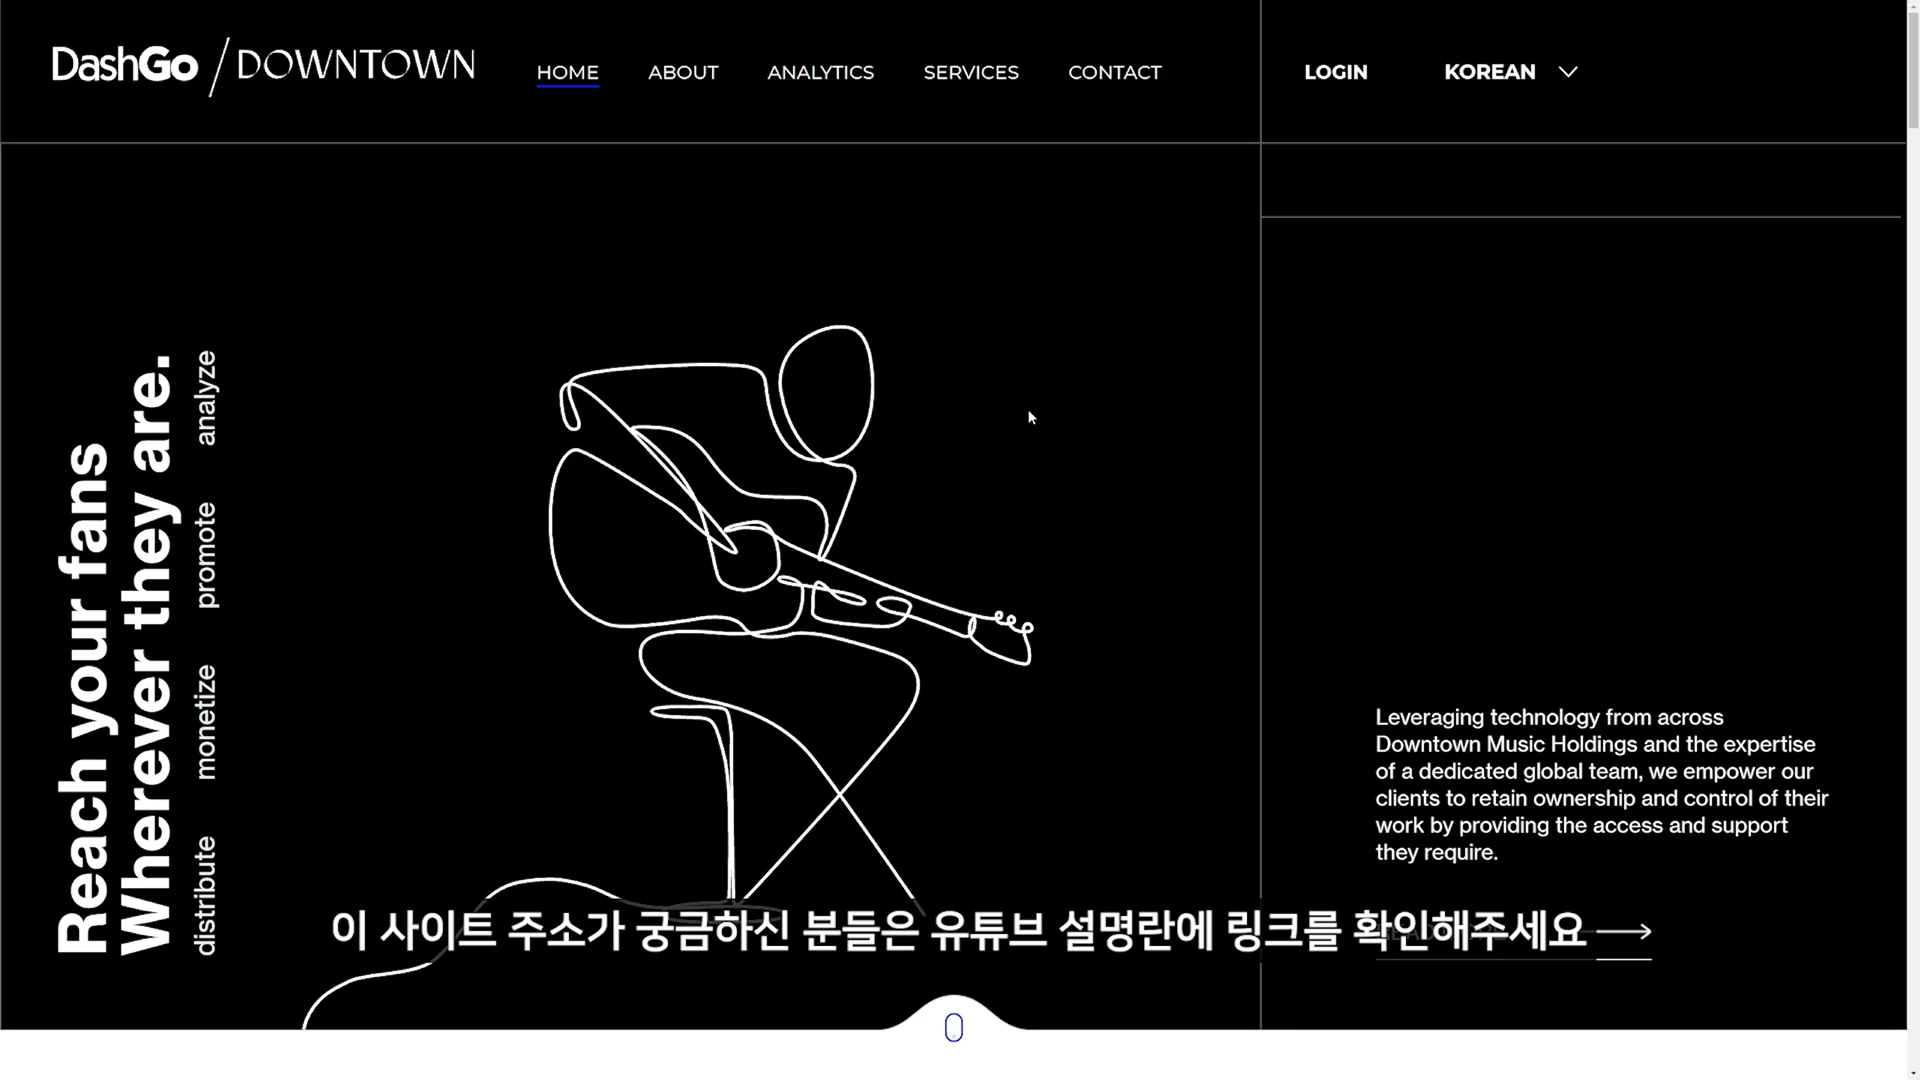 DashGo / DOWNTOWN
HOME
ABOUT
ANALYTICS
SERVICES
CONTACT
LOGIN
KOREAN
Reach your fans
Wherever they are.
distribute monetize promote analyze
Leveraging technology from across
Downtown Music Holdings and the expertise
of a dedicated global team, we empower our
clients to retain ownership and control of their
work by providing the access and support
they require.
이 사이트 주소가 궁금하신 분들은 유튜브 설명란에 링크를 확인해주세요